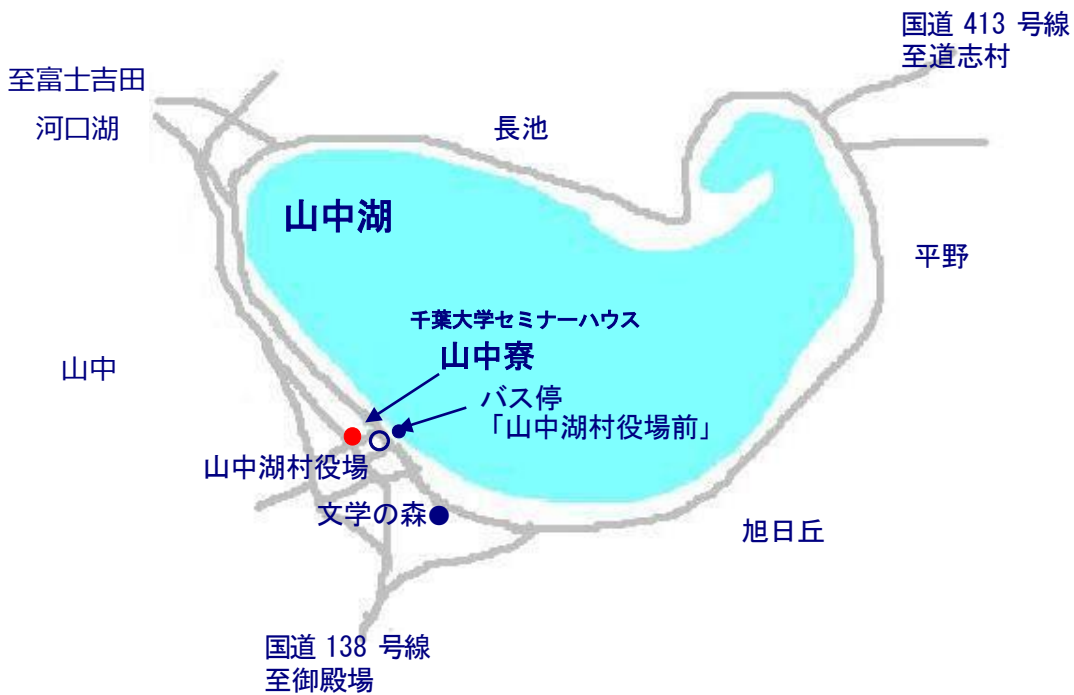 国道 413 号線
至道志村
至富士吉田
河口湖
長池
山中湖
平野
千葉大学セミナーハウス
山中寮
山中
バス停
「山中湖村役場前」
山中湖村役場
文学の森
旭日丘
国道 138 号線
至御殿場